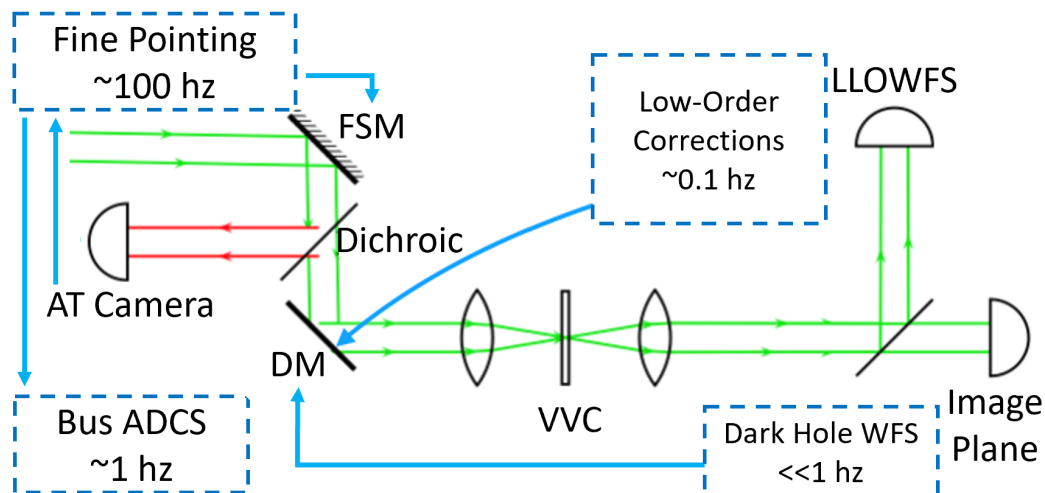 Fine Pointing
~100 hz
FSM
Low-Order
Corrections
~0.1 hz
LLOWFS
Dichroic
AT Camera
DM
VVC
Image
Plane
Bus ADCS
~1 hz
Dark Hole WFS
<<1 hz